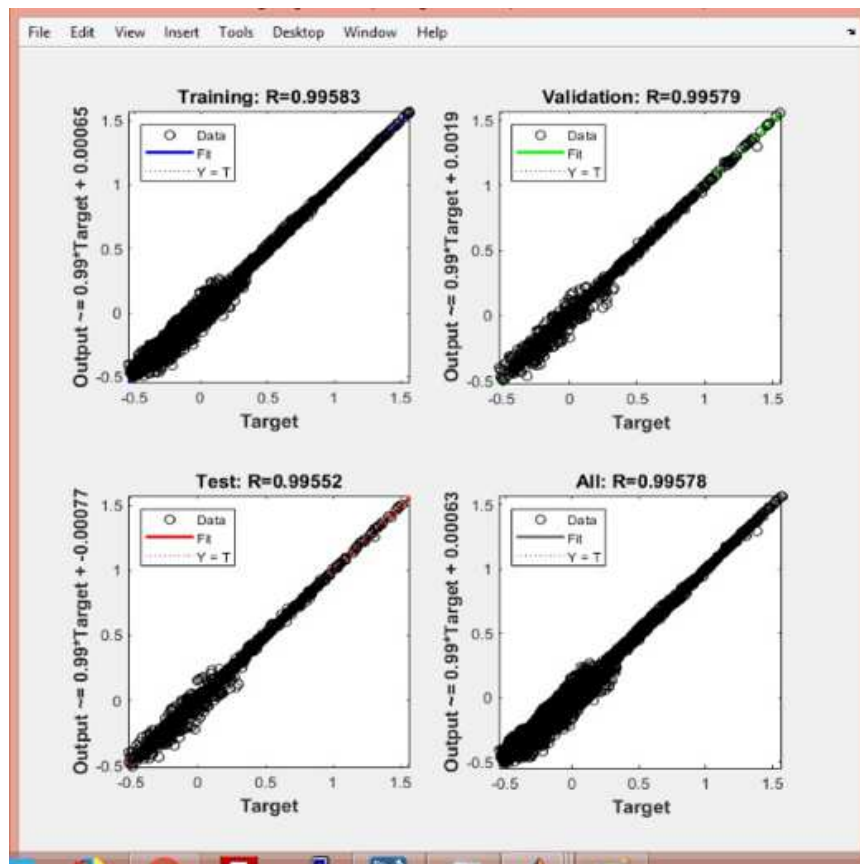 File Edit View Insert Tools Desktop Window Help
Training: R=0.99583
Output ~= 0.99*Target + 0.00065
1.5
1
0.5
0
-0.5
Data
Fit
Y = T
-0.5 0 0.5 1 1.5
Target
Validation: R=0.99579
Output ~= 0.99*Target + 0.0019
1.5
1
0.5
0
-0.5
Data
Fit
Y = T
-0.5 0 0.5 1 1.5
Target
Test: R=0.99552
Output ~= 0.99*Target + -0.00077
1.5
1
0.5
0
-0.5
Data
Fit
Y = T
-0.5 0 0.5 1 1.5
Target
All: R=0.99578
Output ~= 0.99*Target + 0.00063
1.5
1
0.5
0
-0.5
Data
Fit
Y = T
-0.5 0 0.5 1 1.5
Target